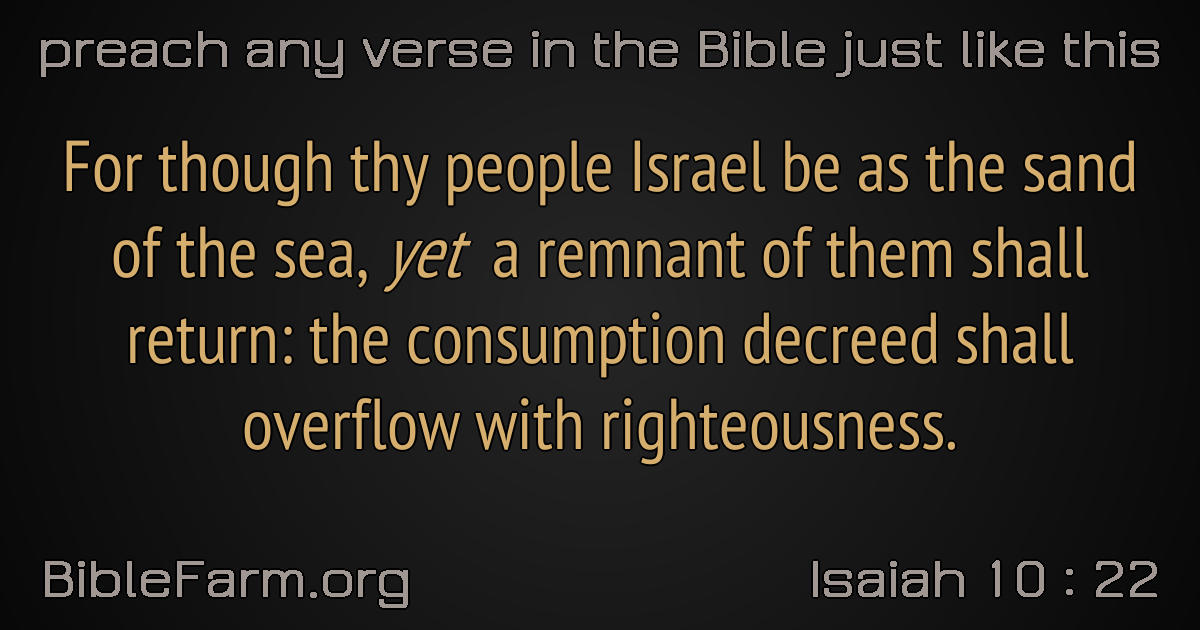 preach any verse in the Bible just like this
For though thy people Israel be as the sand
of the sea, yet a remnant of them shall
return: the consumption decreed shall
overflow with righteousness.
BibleFarm.org
Isaiah 10 : 22